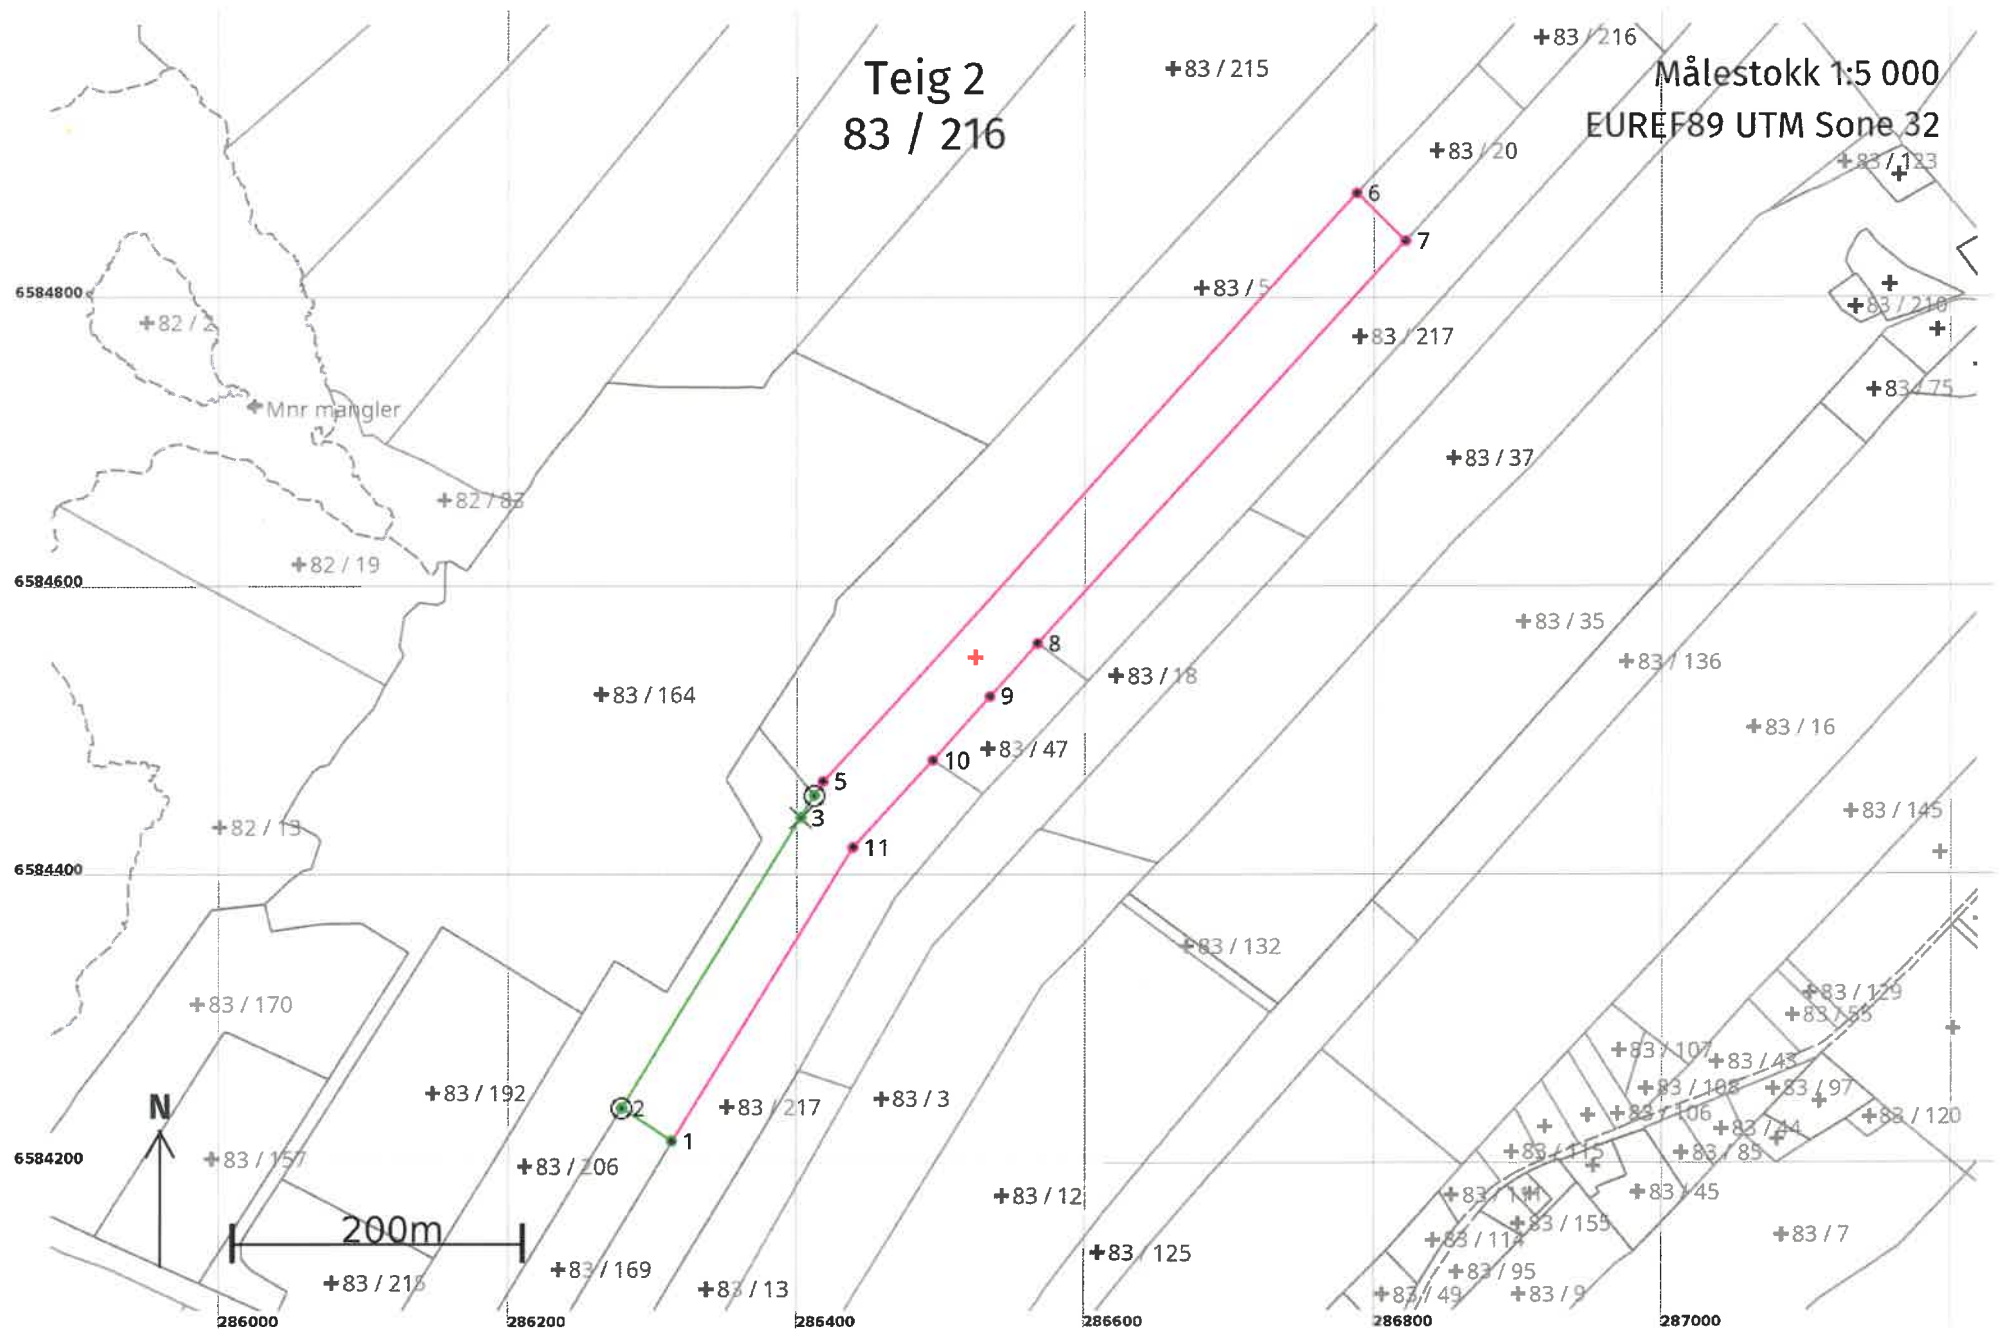 Teig 2
83 / 216
Målestokk 1:5 000
EUREF89 UTM Sone 32
83 / 216
83 / 215
83 / 20
83 / 123
6
7
6584800
83 / 5
83 / 210
82 / 2
83 / 217
83 / 75
Mnr mangler
83 / 37
82 / 83
82 / 19
6584600
83 / 35
8
83 / 136
83 / 18
83 / 164
9
83 / 16
83 / 47
10
5
83 / 145
3
82 / 13
11
6584400
83 / 132
83 / 129
83 / 170
83 / 55
83 / 107
83 / 43
83 / 108
83 / 97
83 / 192
83 / 3
N
2
83 / 217
83 / 106
83 / 120
83 / 44
1
83 / 115
83 / 85
6584200
83 / 157
83 / 206
83 / 111
83 / 45
83 / 12
83 / 155
200m
83 / 7
83 / 114
83 / 125
83 / 169
83 / 95
83 / 215
83 / 13
83 / 49
83 / 9
286000
286200
286400
286600
286800
287000